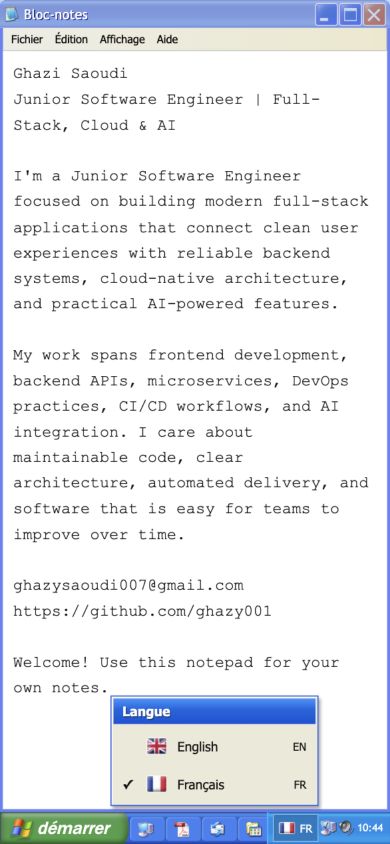 Bloc-notes
Fichier Édition Affichage Aide
Ghazi Saoudi
Junior Software Engineer | Full-
Stack, Cloud & AI
I'm a Junior Software Engineer
focused on building modern full-stack
applications that connect clean user
experiences with reliable backend
systems, cloud-native architecture,
and practical AI-powered features.
My work spans frontend development,
backend APIs, microservices, DevOps
practices, CI/CD workflows, and AI
integration. I care about
maintainable code, clear
architecture, automated delivery, and
software that is easy for teams to
improve over time.
ghazysaoudi007@gmail.com
https://github.com/ghazy001
Welcome! Use this notepad for your
own notes.
Langue
English EN
✓ Français FR
démarrer FR 10:44